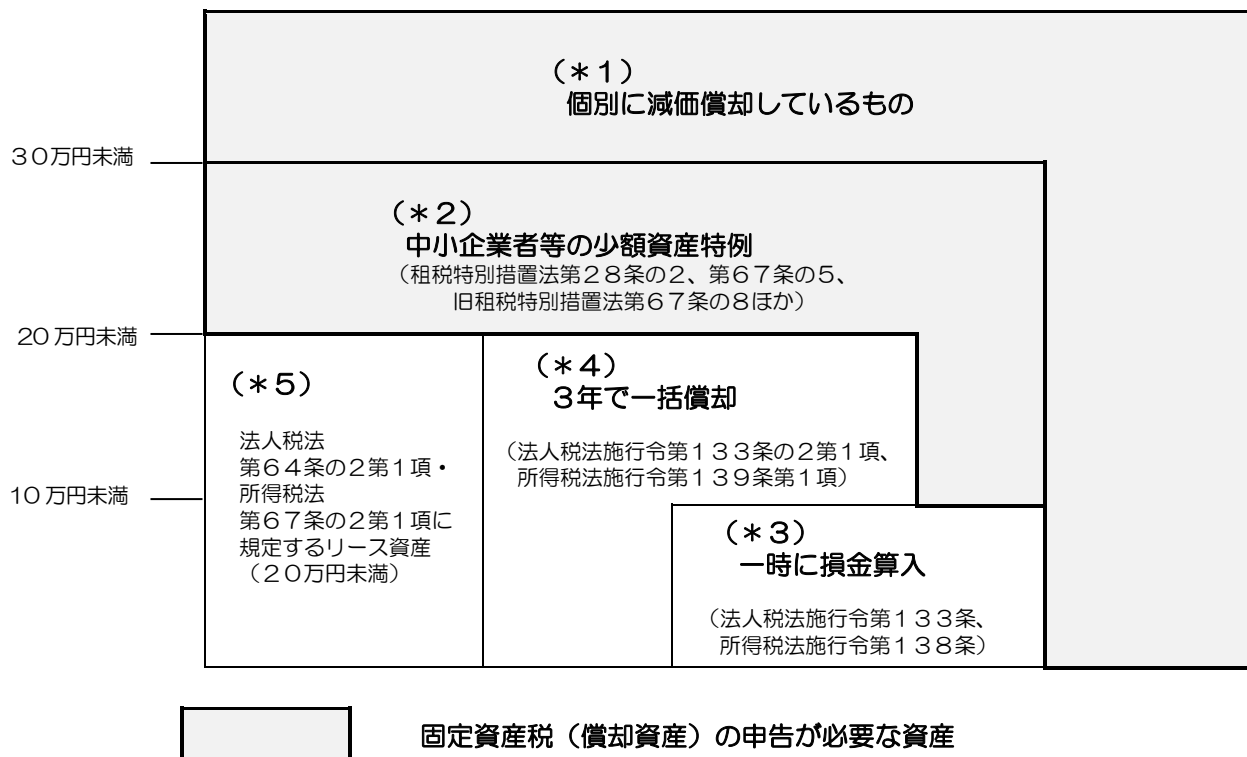 （＊１）
個別に減価償却しているもの
３０万円未満
（＊２）
中小企業者等の少額資産特例
（租税特別措置法第２８条の２、第６７条の５、
旧租税特別措置法第６７条の８ほか）
20万円未満
（＊５）
法人税法
第６４条の２第１項・
所得税法
第６７条の２第１項に
規定するリース資産
（２０万円未満）
（＊４）
３年で一括償却
（法人税法施行令第１３３条の２第１項、
所得税法施行令第１３９条第１項）
10万円未満
（＊３）
一時に損金算入
（法人税法施行令第１３３条、
所得税法施行令第１３８条）
固定資産税（償却資産）の申告が必要な資産